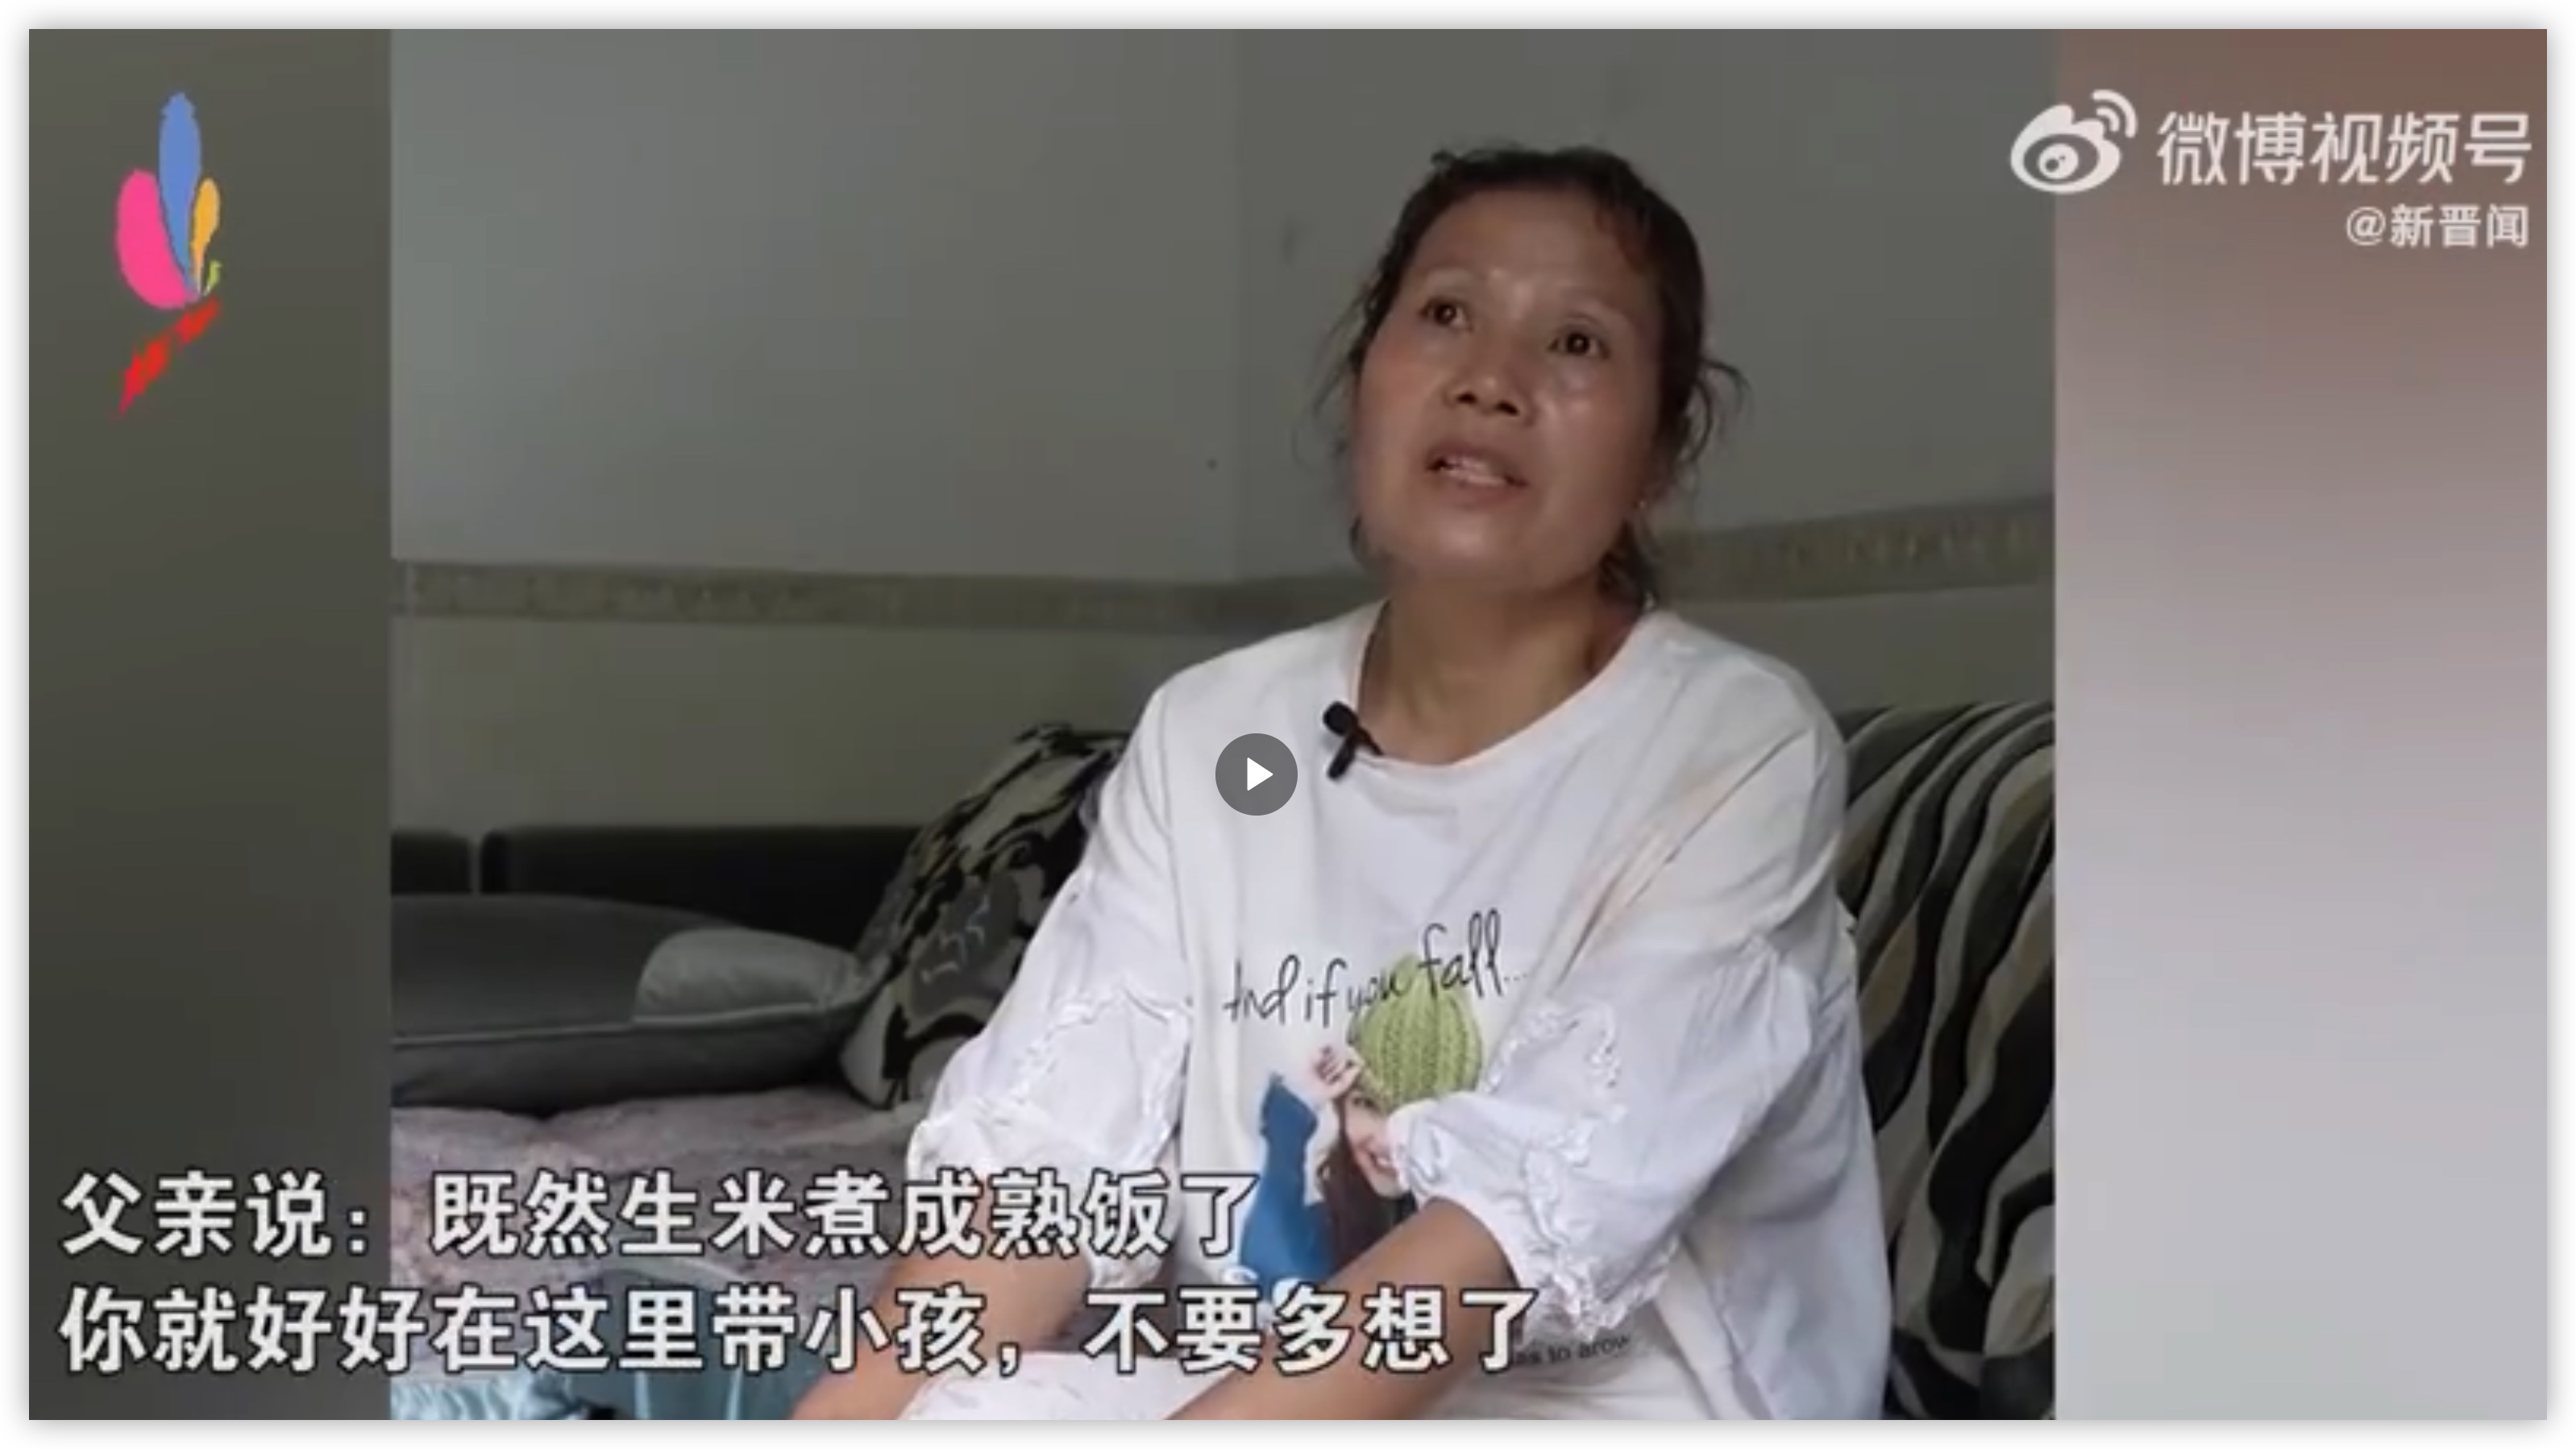 微博视频号
@新晋闻
And if you fall...
父亲说：既然生米煮成熟饭了
你就好好在这里带小孩，不要多想了